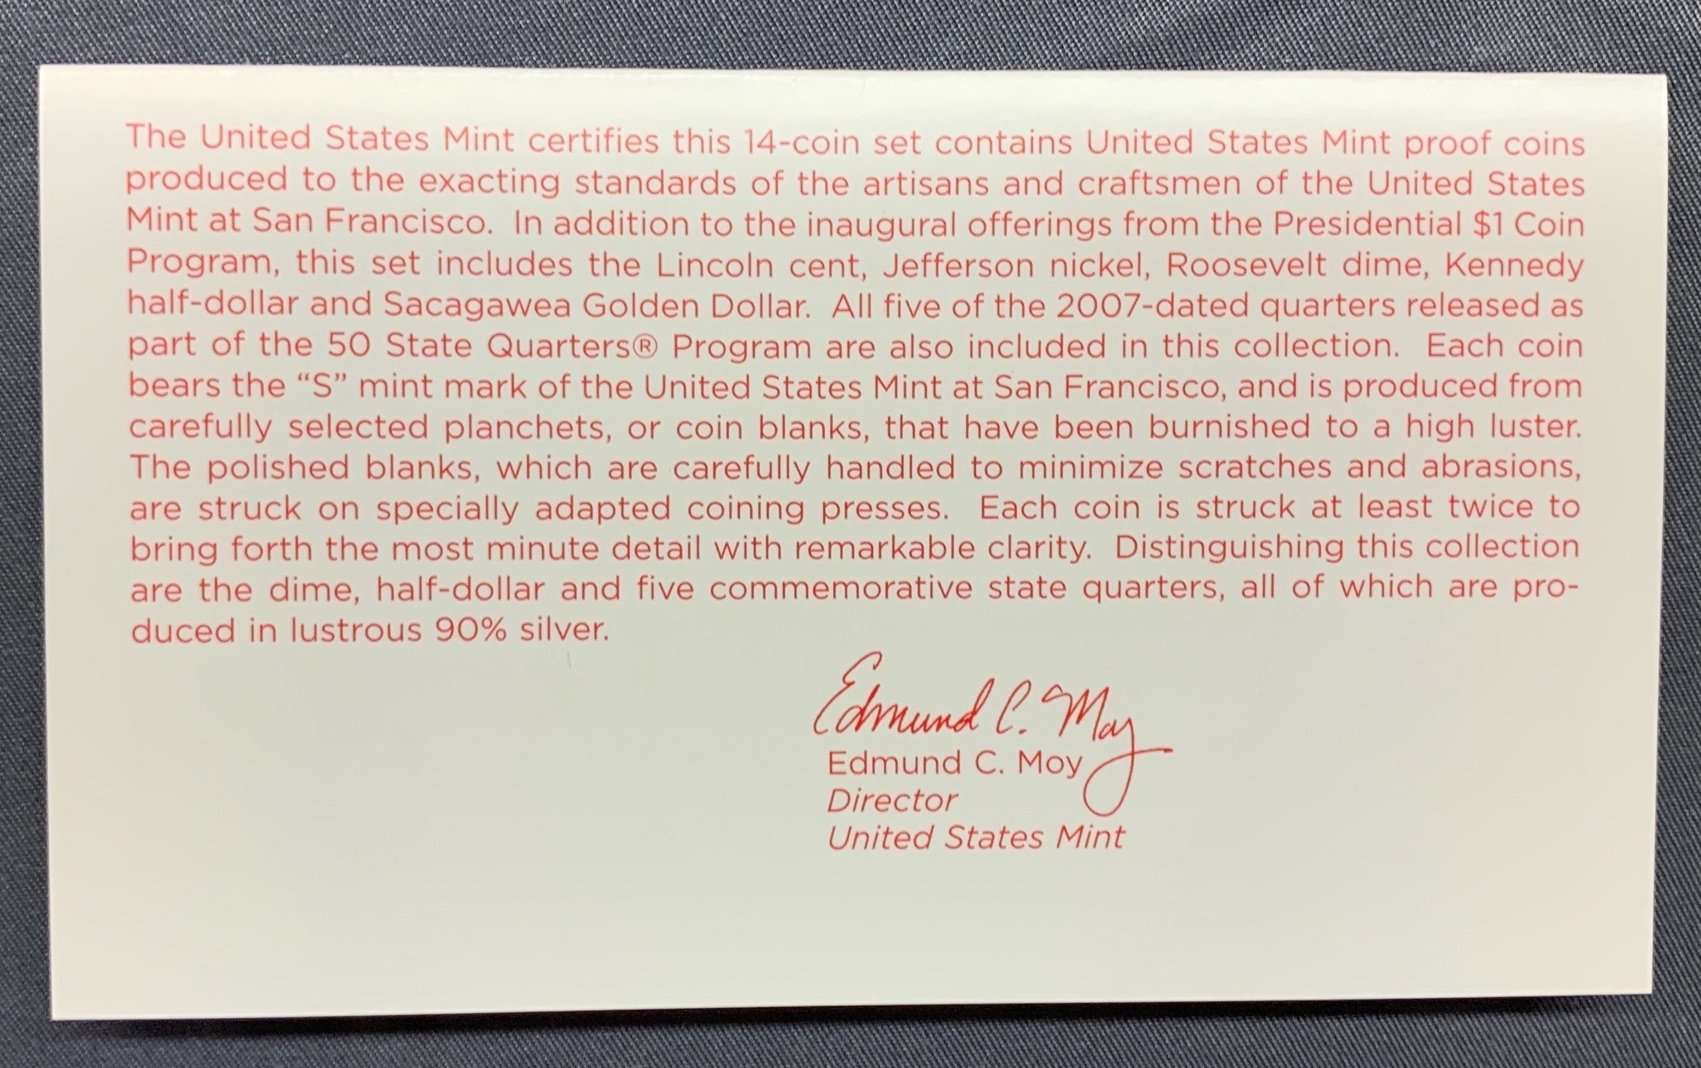 The United States Mint certifies this 14-coin set contains United States Mint proof coins
produced to the exacting standards of the artisans and craftsmen of the United States
Mint at San Francisco.  In addition to the inaugural offerings from the Presidential $1 Coin
Program, this set includes the Lincoln cent, Jefferson nickel, Roosevelt dime, Kennedy
half-dollar and Sacagawea Golden Dollar.  All five of the 2007-dated quarters released as
part of the 50 State Quarters® Program are also included in this collection.  Each coin
bears the “S” mint mark of the United States Mint at San Francisco, and is produced from
carefully selected planchets, or coin blanks, that have been burnished to a high luster.
The polished blanks, which are carefully handled to minimize scratches and abrasions,
are struck on specially adapted coining presses.  Each coin is struck at least twice to
bring forth the most minute detail with remarkable clarity.  Distinguishing this collection
are the dime, half-dollar and five commemorative state quarters, all of which are pro-
duced in lustrous 90% silver.
Edmund C. Moy
Edmund C. Moy
Director
United States Mint